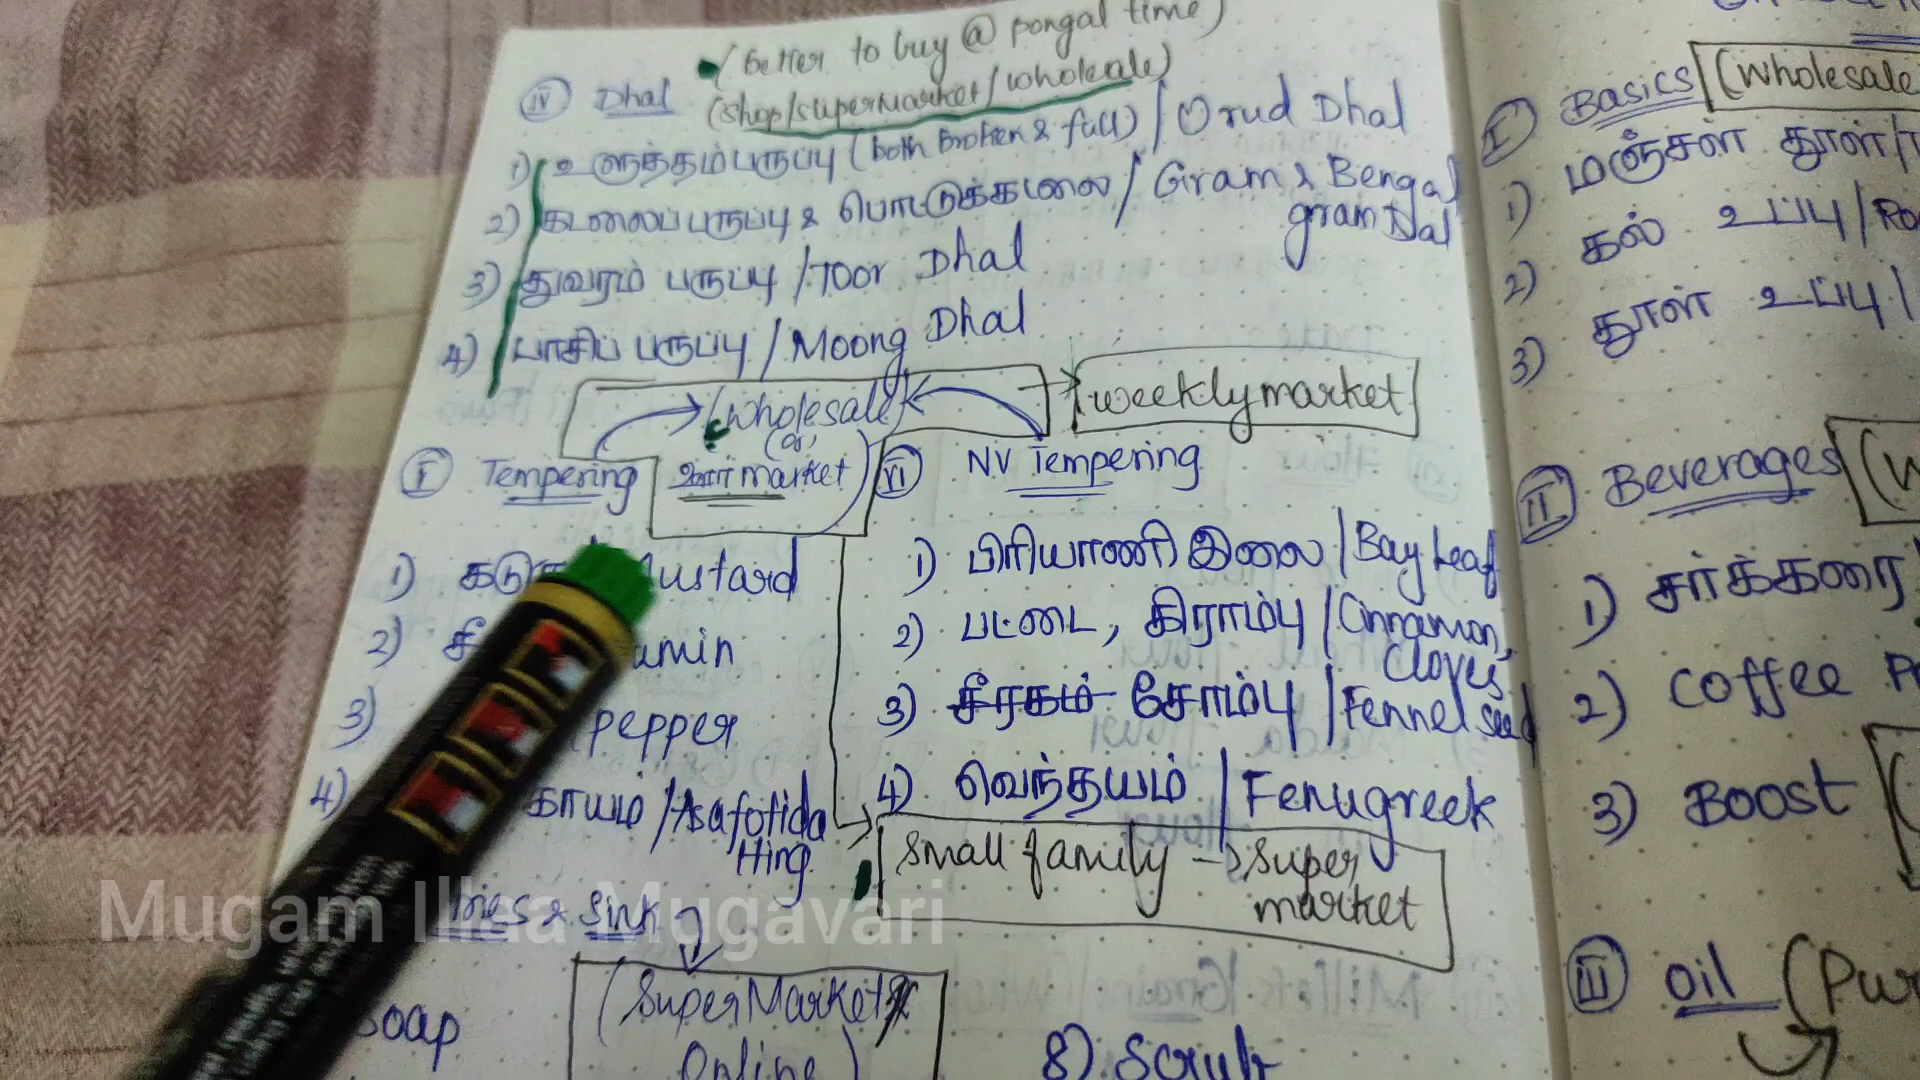 (better to buy @ pongal time)
IV Dhal (shop/supermarket/wholesale)
1) உளுத்தம்பருப்பு (both broken & full) / Orud Dhal
2) கடலைப்பருப்பு & பொட்டுக்கடலை / Gram & Bengal
gram Dal
3) துவரம் பருப்பு / Toor Dhal
4) பாசிப் பருப்பு / Moong Dhal
(wholesale)
(or)
market
weekly market
V Tempering
1) Mustard
2)
3) pepper
4) காயம் / Asafotida
Hing
VI NV Tempering
1) பிரியாணி இலை / Bay Leaf
2) பட்டை, கிராம்பு / Cinnamon,
cloves
3) சோம்பு / Fennel seed
4) வெந்தயம் / Fenugreek
Small family -> Super
market
& Sink
(Super Market
Online)
Soap
8) Scrub
I Basics (wholesale
1) மஞ்சள் தூள் /
2) கல் உப்பு /
3) தூள் உப்பு /
II Beverages
1) சர்க்கரை
2) Coffee
3) Boost
III Oil
Mugam Illaa Mugavari